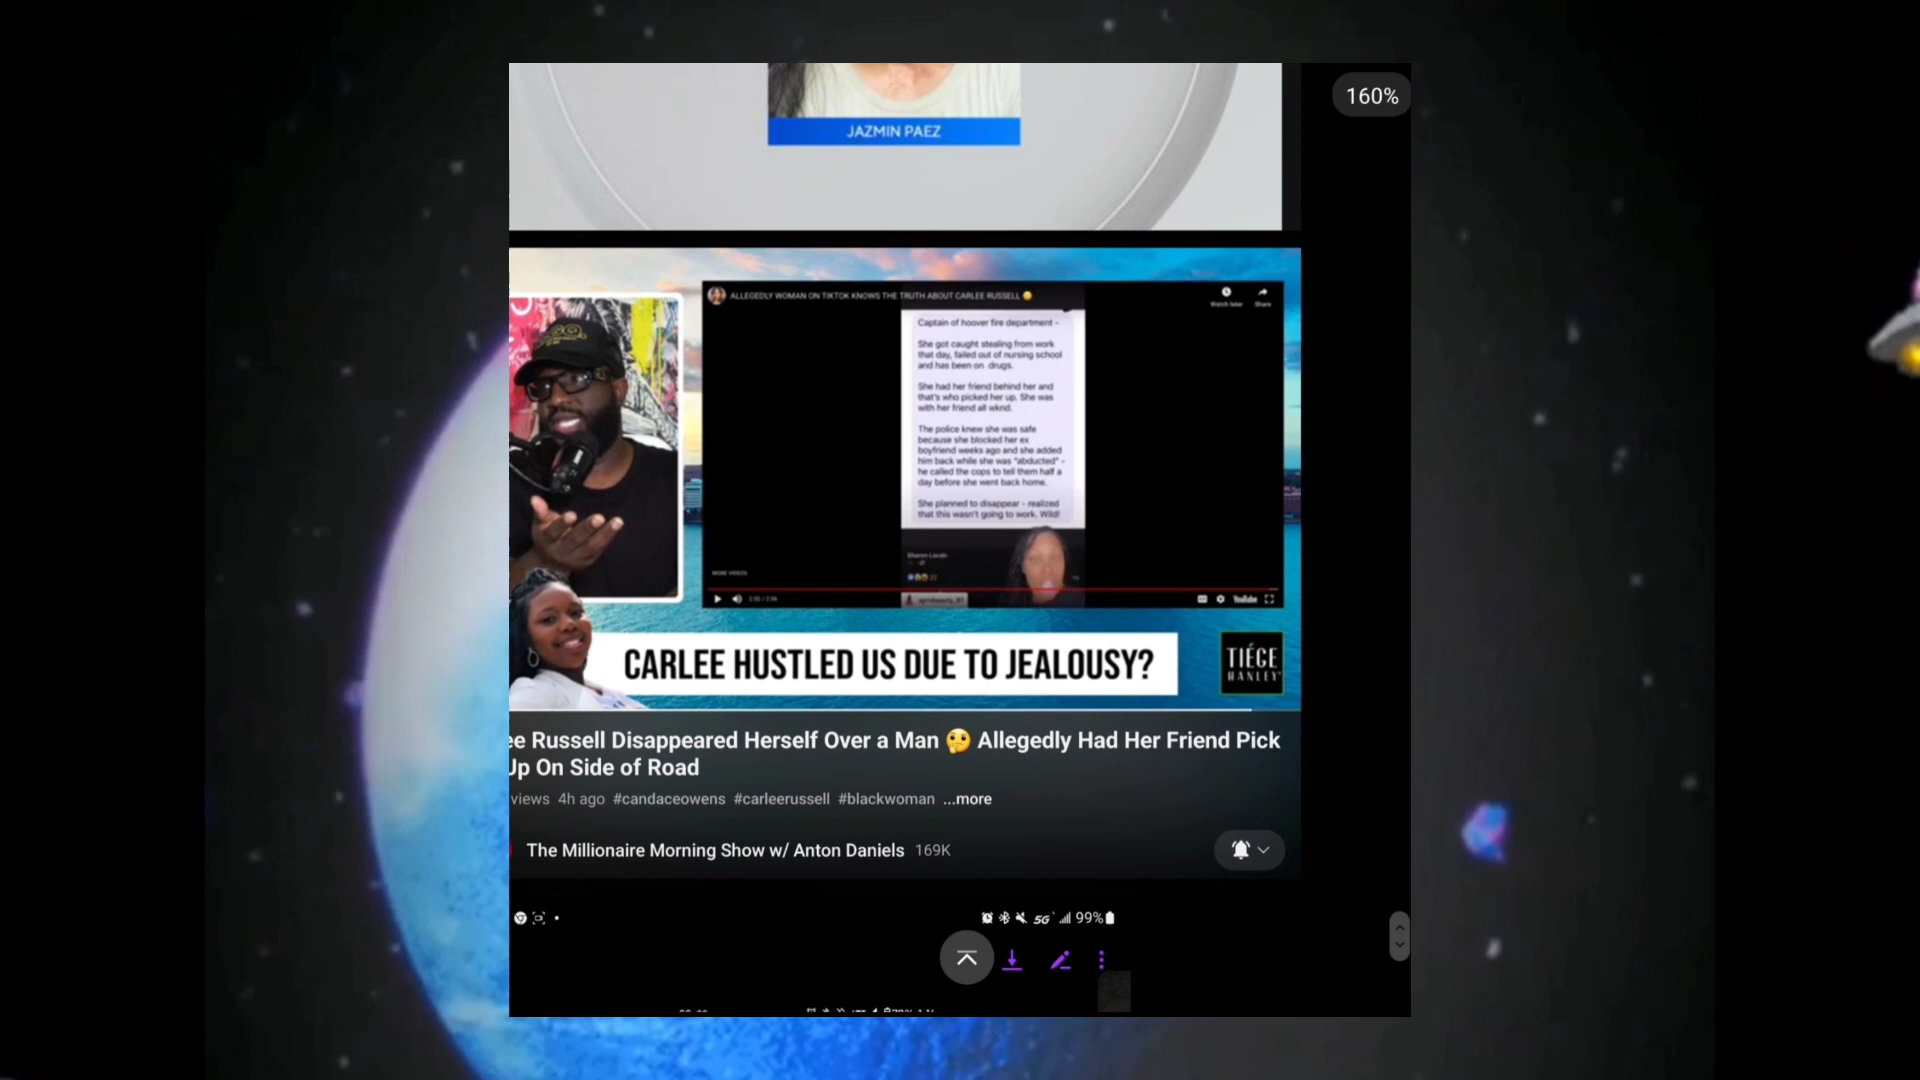 160%
JAZMIN PAEZ
ALLEGEDLY WOMAN ON TIKTOK KNOWS THE TRUTH ABOUT CARLEE RUSSELL
Watch later
Share
Captain of hoover fire department -
She got caught stealing from work
that day, failed out of nursing school
and has been on drugs.
She had her friend behind her and
that's who picked her up. She was
with her friend all wknd.
The police knew she was safe
because she blocked her ex
boyfriend weeks ago and she added
him back while she was "abducted" -
he called the cops to tell them half a
day before she went back home.
She planned to disappear - realized
that this wasn't going to work. Wild!
MORE VIDEOS
YouTube
CARLEE HUSTLED US DUE TO JEALOUSY?
TIÉGE
HANLEY
ee Russell Disappeared Herself Over a Man 🤔 Allegedly Had Her Friend Pick
Up On Side of Road
views 4h ago #candaceowens #carleerussell #blackwoman ...more
The Millionaire Morning Show w/ Anton Daniels 169K
5G 99%